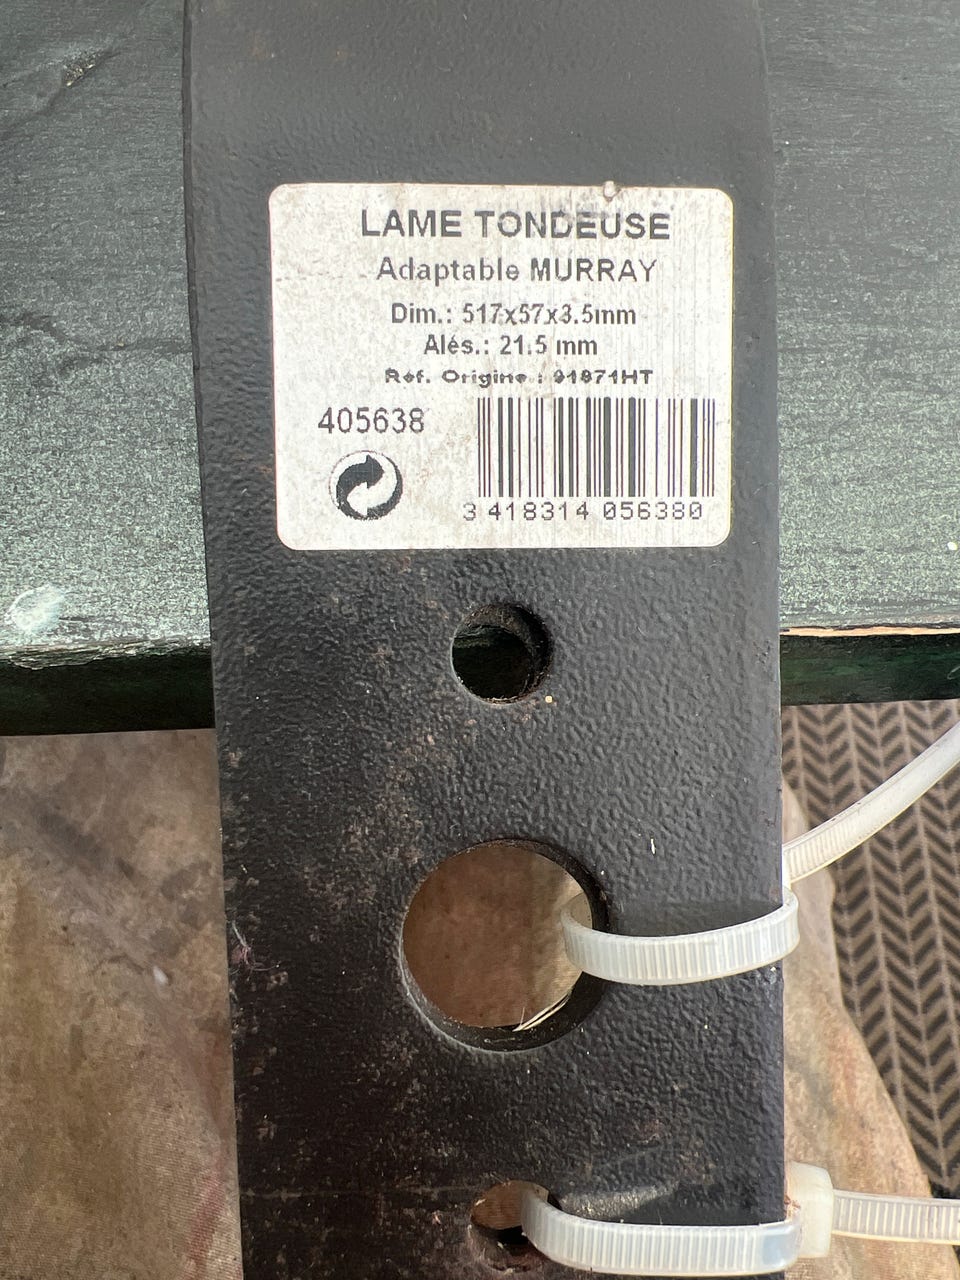 LAME TONDEUSE
Adaptable MURRAY
Dim.: 517x57x3.5mm
Alés.: 21.5 mm
Réf. Origine : 91871HT
405638
3 418314 056380